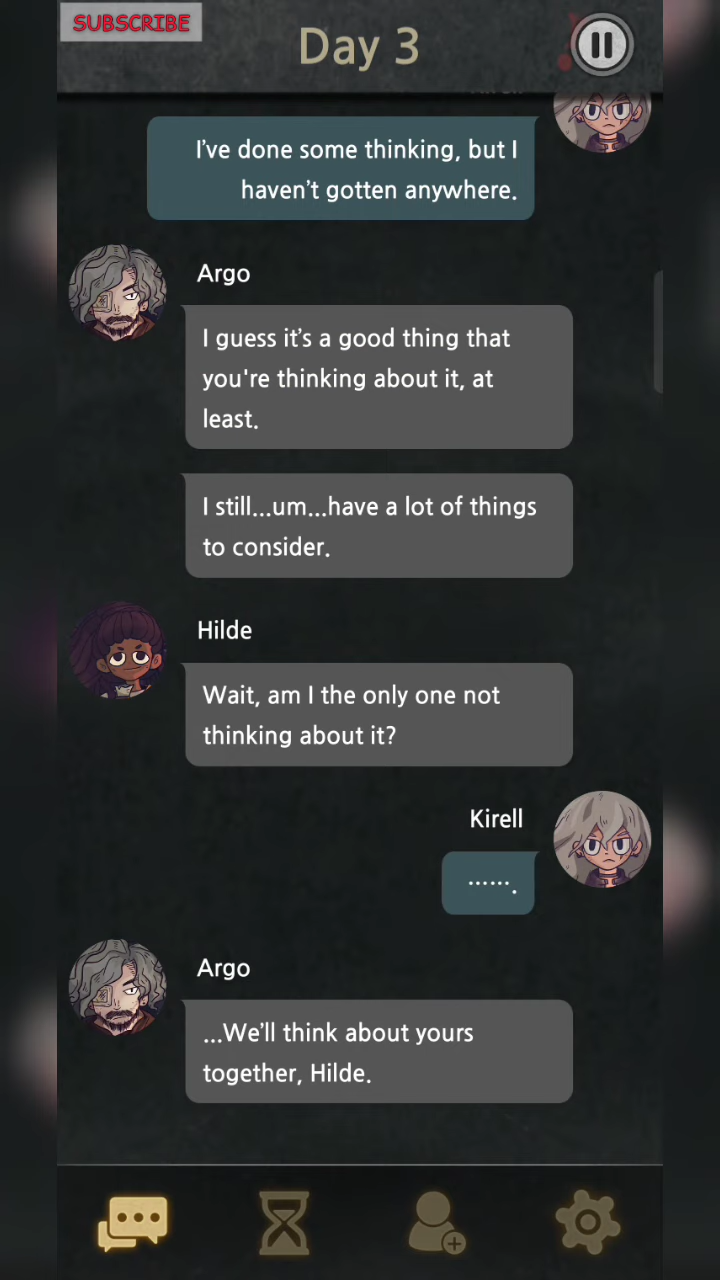 SUBSCRIBE
Day 3
I've done some thinking, but I
haven't gotten anywhere.
Argo
I guess it's a good thing that
you're thinking about it, at
least.
I still...um...have a lot of things
to consider.
Hilde
Wait, am I the only one not
thinking about it?
Kirell
…….
Argo
...We'll think about yours
together, Hilde.